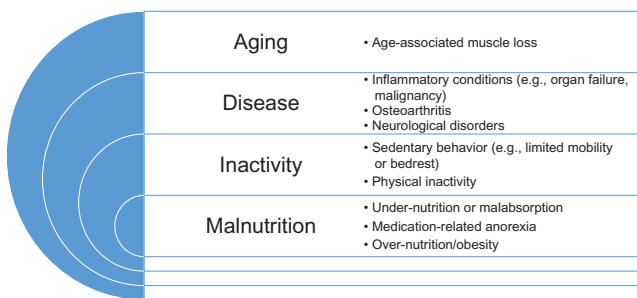 Aging
• Age-associated muscle loss
Disease
• Inflammatory conditions (e.g., organ failure,
malignancy)
• Osteoarthritis
• Neurological disorders
Inactivity
• Sedentary behavior (e.g., limited mobility
or bedrest)
• Physical inactivity
Malnutrition
• Under-nutrition or malabsorption
• Medication-related anorexia
• Over-nutrition/obesity